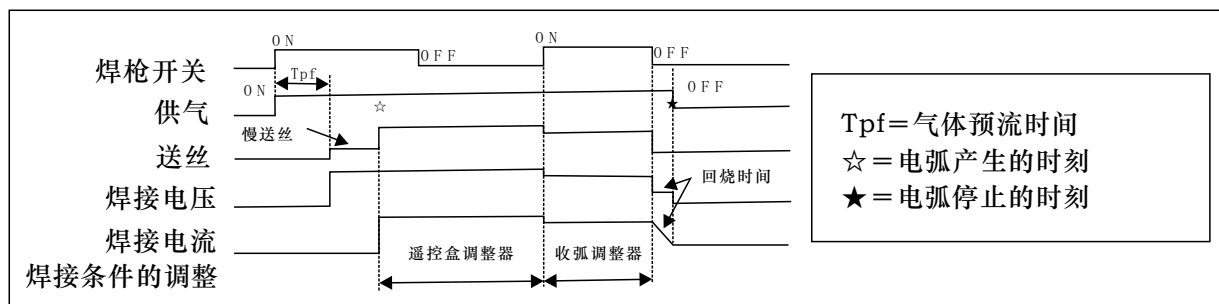 ON
ON
焊枪开关
OFF
OFF
Tpf
ON
OFF
供气
☆
★
慢送丝
送丝
回烧时间
焊接电压
焊接电流
遥控盒调整器
收弧调整器
焊接条件的调整
Tpf＝气体预流时间
☆＝电弧产生的时刻
★＝电弧停止的时刻